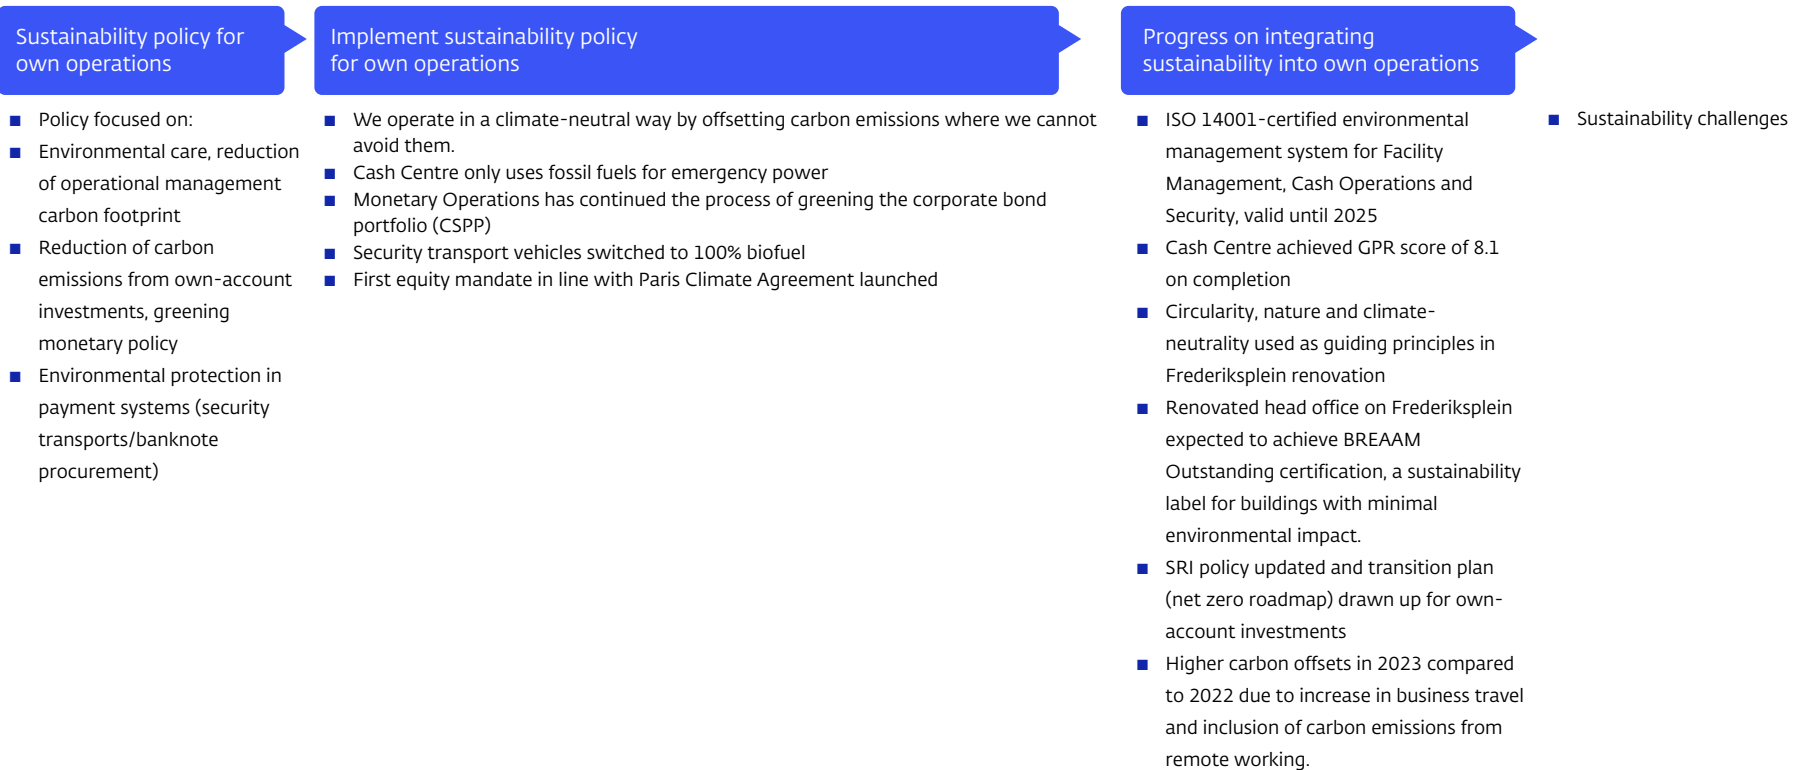 Sustainability policy for
own operations
Policy focused on:
Environmental care, reduction
of operational management
carbon footprint
Reduction of carbon
emissions from own-account
investments, greening
monetary policy
Environmental protection in
payment systems (security
transports/banknote
procurement)
Implement sustainability policy
for own operations
We operate in a climate-neutral way by offsetting carbon emissions where we cannot
avoid them.
Cash Centre only uses fossil fuels for emergency power
Monetary Operations has continued the process of greening the corporate bond
portfolio (CSPP)
Security transport vehicles switched to 100% biofuel
First equity mandate in line with Paris Climate Agreement launched
Progress on integrating
sustainability into own operations
ISO 14001-certified environmental
management system for Facility
Management, Cash Operations and
Security, valid until 2025
Cash Centre achieved GPR score of 8.1
on completion
Circularity, nature and climate-
neutrality used as guiding principles in
Frederiksplein renovation
Renovated head office on Frederiksplein
expected to achieve BREAAM
Outstanding certification, a sustainability
label for buildings with minimal
environmental impact.
SRI policy updated and transition plan
(net zero roadmap) drawn up for own-
account investments
Higher carbon offsets in 2023 compared
to 2022 due to increase in business travel
and inclusion of carbon emissions from
remote working.
Sustainability challenges